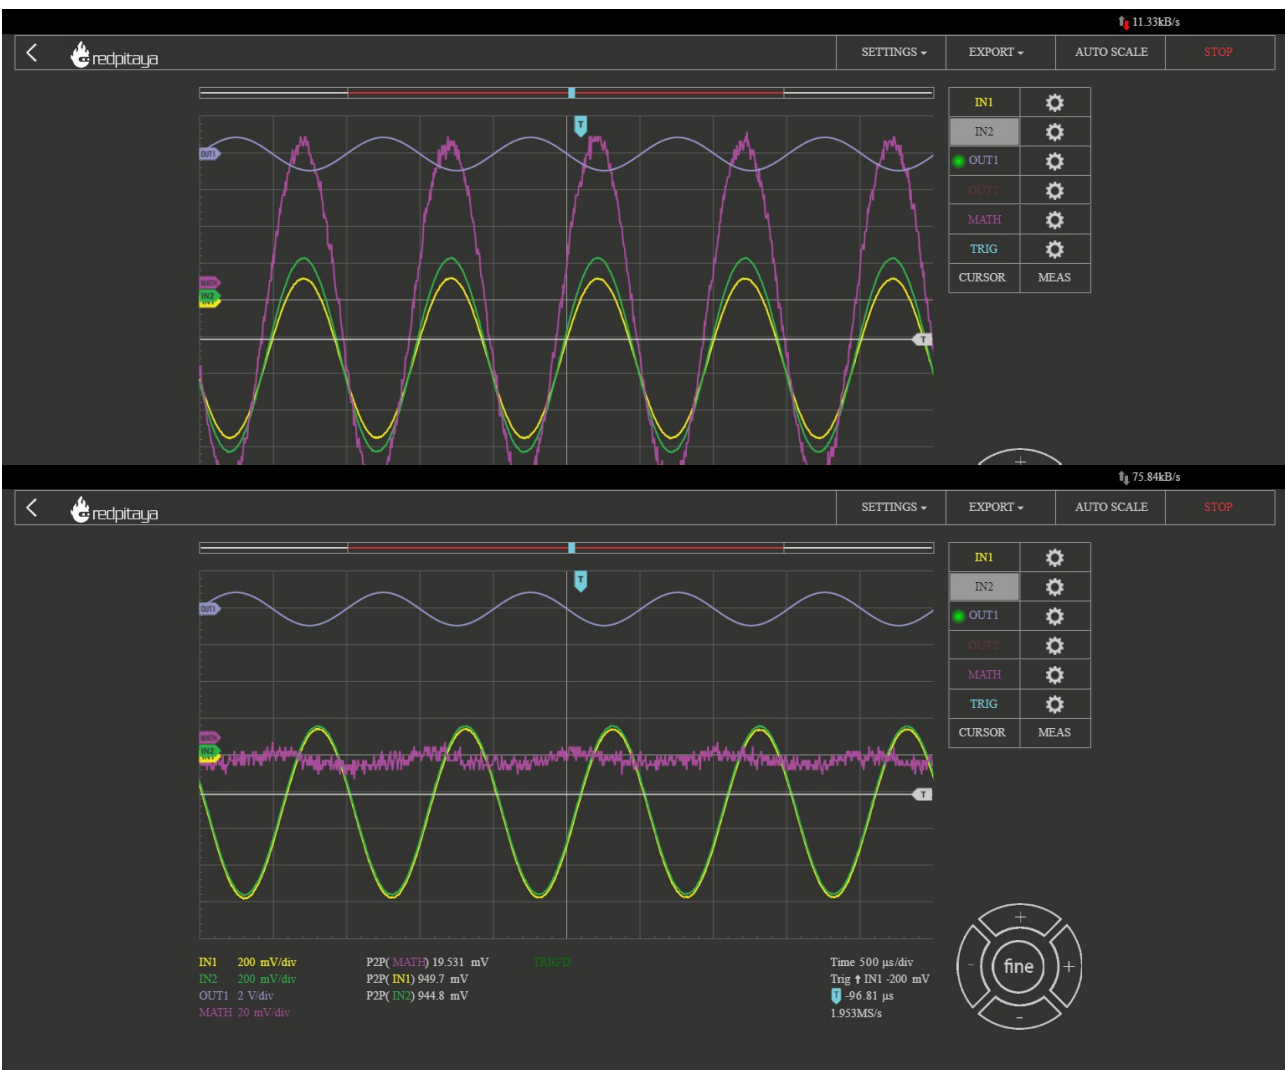 11.33kB/s
redpitaya
SETTINGS
EXPORT
AUTO SCALE
STOP
IN1
T
IN2
OUT1
OUT1
OUT2
MATH
TRIG
CURSOR MEAS
MATH
IN2
T
+
75.84kB/s
redpitaya
SETTINGS
EXPORT
AUTO SCALE
STOP
IN1
T
IN2
OUT1
OUT1
OUT2
MATH
TRIG
CURSOR MEAS
MATH
IN2
T
+
- fine +
-
IN1 200 mV/div P2P( MATH) 19.531 mV TRIG'D Time 500 µs/div
IN2 200 mV/div P2P( IN1) 949.7 mV Trig IN1 -200 mV
OUT1 2 V/div P2P( IN2) 944.8 mV T -96.81 µs
MATH 20 mV/div 1.953MS/s